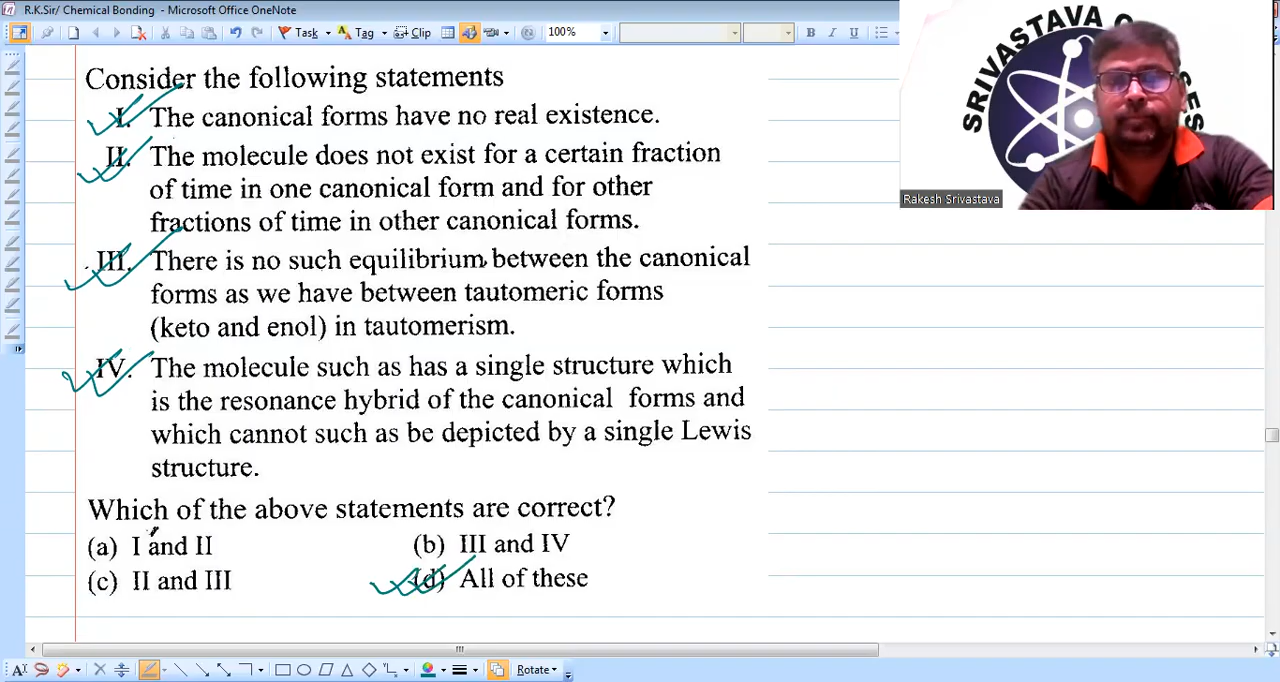 R.K.Sir/ Chemical Bonding - Microsoft Office OneNote
Task Tag Clip 100% B I U
Consider the following statements
I. The canonical forms have no real existence.
II. The molecule does not exist for a certain fraction
of time in one canonical form and for other
fractions of time in other canonical forms.
III. There is no such equilibrium between the canonical
forms as we have between tautomeric forms
(keto and enol) in tautomerism.
IV. The molecule such as has a single structure which
is the resonance hybrid of the canonical forms and
which cannot such as be depicted by a single Lewis
structure.
Which of the above statements are correct?
(a) I and II (b) III and IV
(c) II and III (d) All of these
SRIVASTAVA
Rakesh Srivastava
Rotate